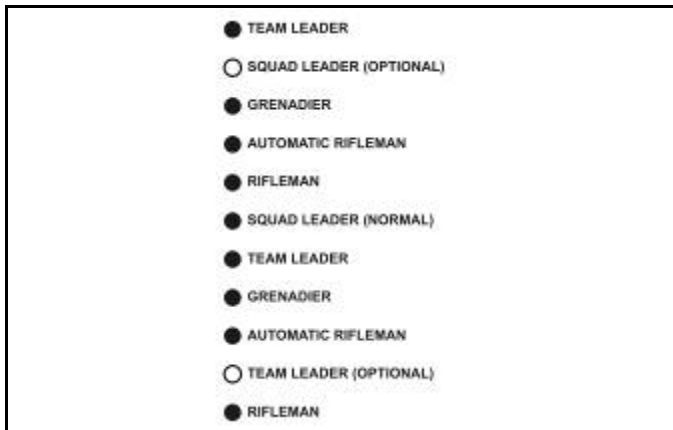 TEAM LEADER
SQUAD LEADER (OPTIONAL)
GRENADIER
AUTOMATIC RIFLEMAN
RIFLEMAN
SQUAD LEADER (NORMAL)
TEAM LEADER
GRENADIER
AUTOMATIC RIFLEMAN
TEAM LEADER (OPTIONAL)
RIFLEMAN